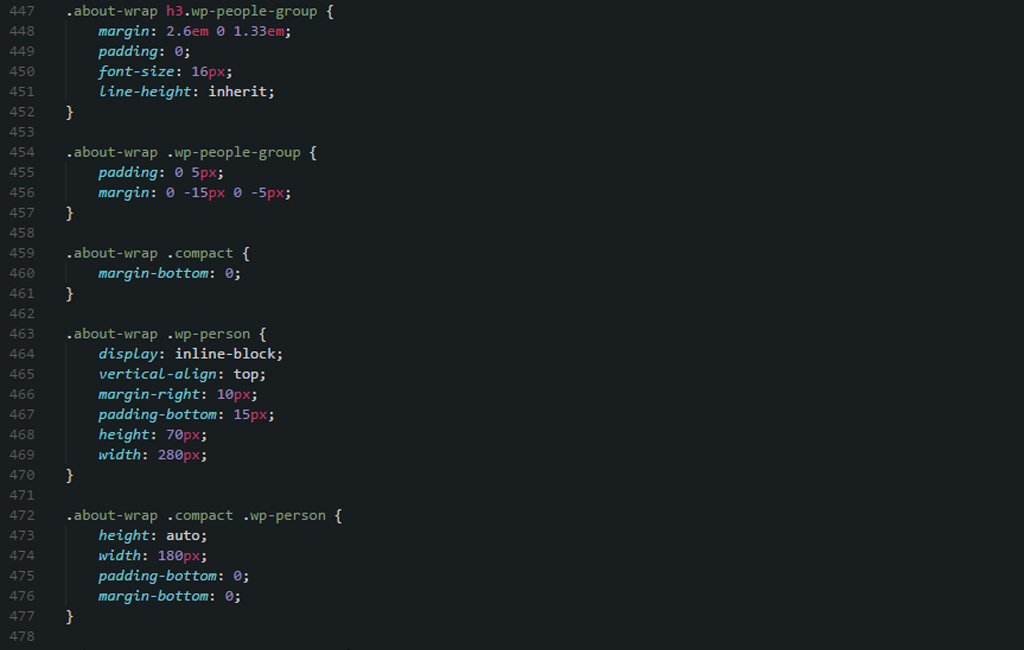 447 .about-wrap h3.wp-people-group {
448     margin: 2.6em 0 1.33em;
449     padding: 0;
450     font-size: 16px;
451     line-height: inherit;
452 }
453
454 .about-wrap .wp-people-group {
455     padding: 0 5px;
456     margin: 0 -15px 0 -5px;
457 }
458
459 .about-wrap .compact {
460     margin-bottom: 0;
461 }
462
463 .about-wrap .wp-person {
464     display: inline-block;
465     vertical-align: top;
466     margin-right: 10px;
467     padding-bottom: 15px;
468     height: 70px;
469     width: 280px;
470 }
471
472 .about-wrap .compact .wp-person {
473     height: auto;
474     width: 180px;
475     padding-bottom: 0;
476     margin-bottom: 0;
477 }
478